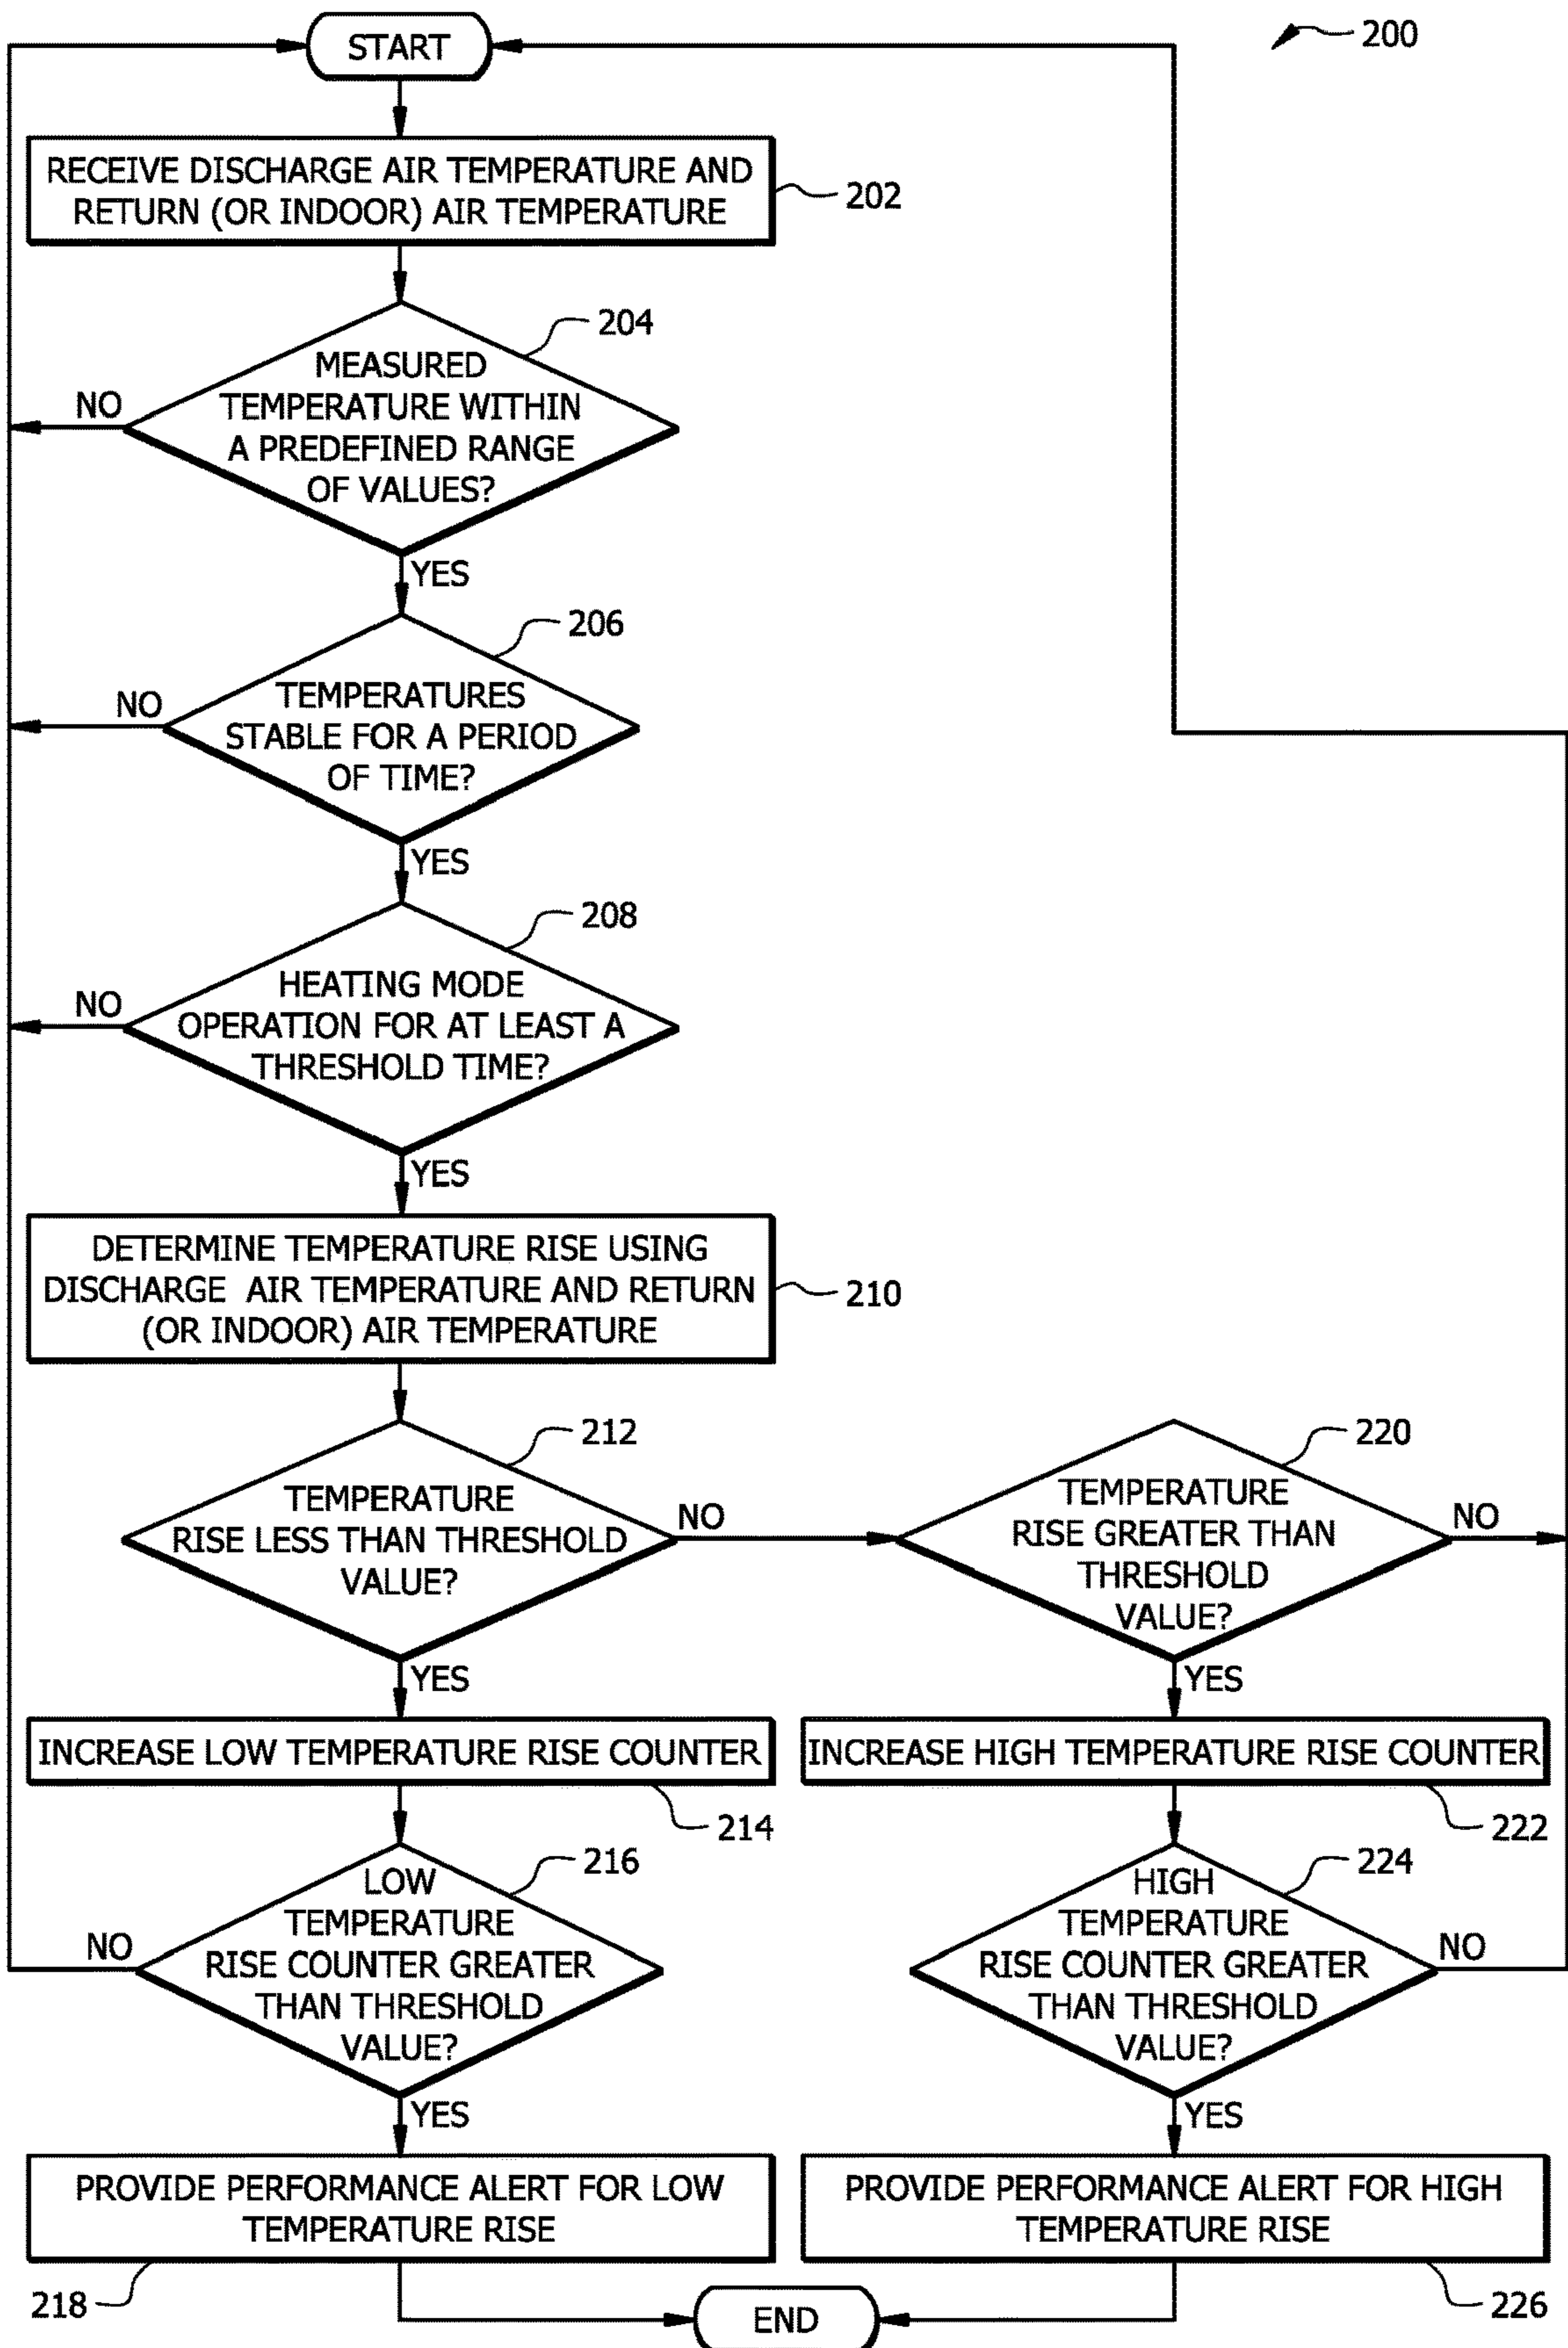 START
200
RECEIVE DISCHARGE AIR TEMPERATURE AND
RETURN (OR INDOOR) AIR TEMPERATURE
202
204
MEASURED
TEMPERATURE WITHIN
A PREDEFINED RANGE
OF VALUES?
NO
YES
206
TEMPERATURES
STABLE FOR A PERIOD
OF TIME?
NO
YES
208
HEATING MODE
OPERATION FOR AT LEAST A
THRESHOLD TIME?
NO
YES
DETERMINE TEMPERATURE RISE USING
DISCHARGE AIR TEMPERATURE AND RETURN
(OR INDOOR) AIR TEMPERATURE
210
212
TEMPERATURE
RISE LESS THAN THRESHOLD
VALUE?
NO
YES
220
TEMPERATURE
RISE GREATER THAN
THRESHOLD
VALUE?
NO
YES
INCREASE LOW TEMPERATURE RISE COUNTER
214
INCREASE HIGH TEMPERATURE RISE COUNTER
222
216
LOW
TEMPERATURE
RISE COUNTER GREATER
THAN THRESHOLD
VALUE?
NO
YES
224
HIGH
TEMPERATURE
RISE COUNTER GREATER
THAN THRESHOLD
VALUE?
NO
YES
PROVIDE PERFORMANCE ALERT FOR LOW
TEMPERATURE RISE
218
PROVIDE PERFORMANCE ALERT FOR HIGH
TEMPERATURE RISE
226
END